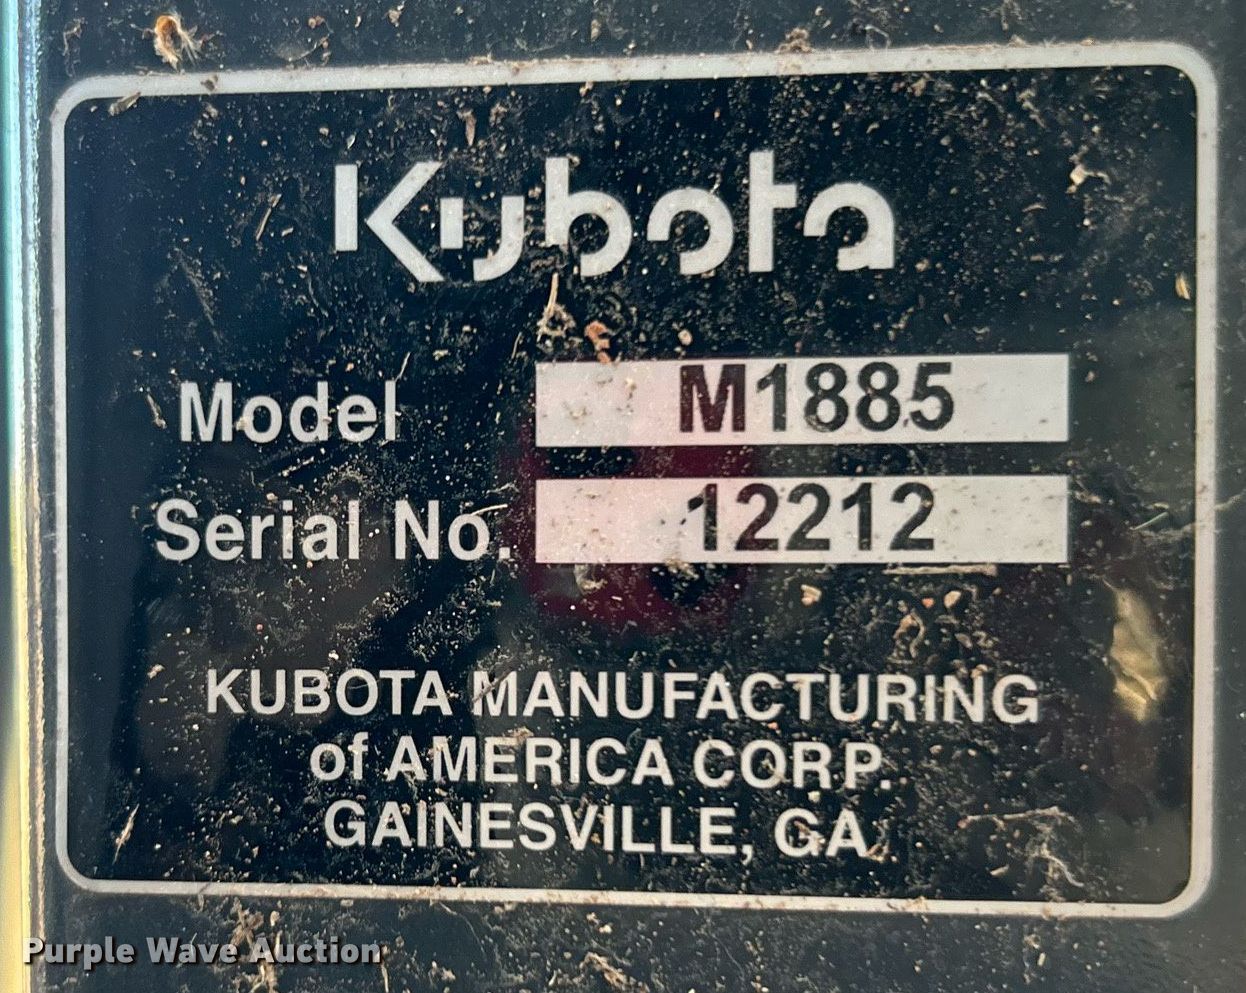 Kubota
Model M1885
Serial No. 12212
KUBOTA MANUFACTURING
of AMERICA CORP.
GAINESVILLE, GA
Purple Wave Auction